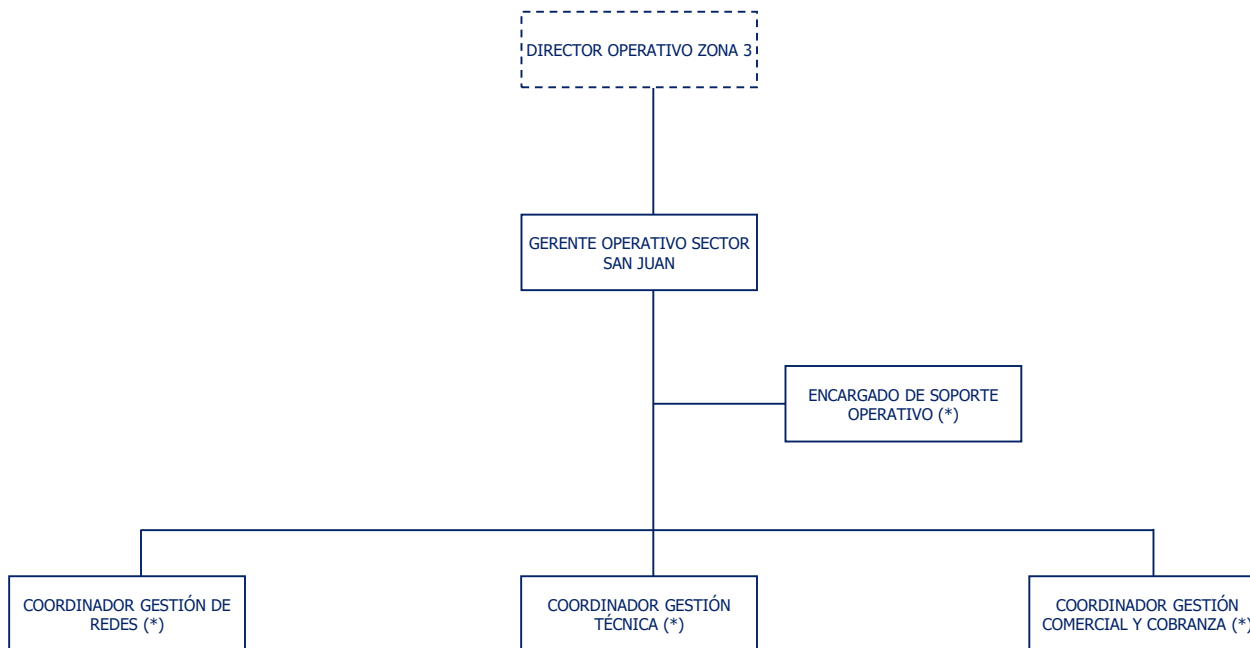 DIRECTOR OPERATIVO ZONA 3
GERENTE OPERATIVO SECTOR
SAN JUAN
ENCARGADO DE SOPORTE
OPERATIVO (*)
COORDINADOR GESTIÓN DE
REDES (*)
COORDINADOR GESTIÓN
TÉCNICA (*)
COORDINADOR GESTIÓN
COMERCIAL Y COBRANZA (*)